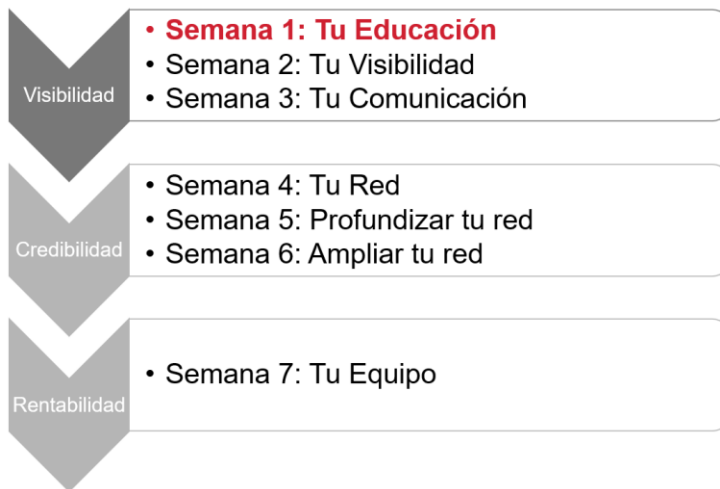 Visibilidad
• Semana 1: Tu Educación
• Semana 2: Tu Visibilidad
• Semana 3: Tu Comunicación
Credibilidad
• Semana 4: Tu Red
• Semana 5: Profundizar tu red
• Semana 6: Ampliar tu red
Rentabilidad
• Semana 7: Tu Equipo